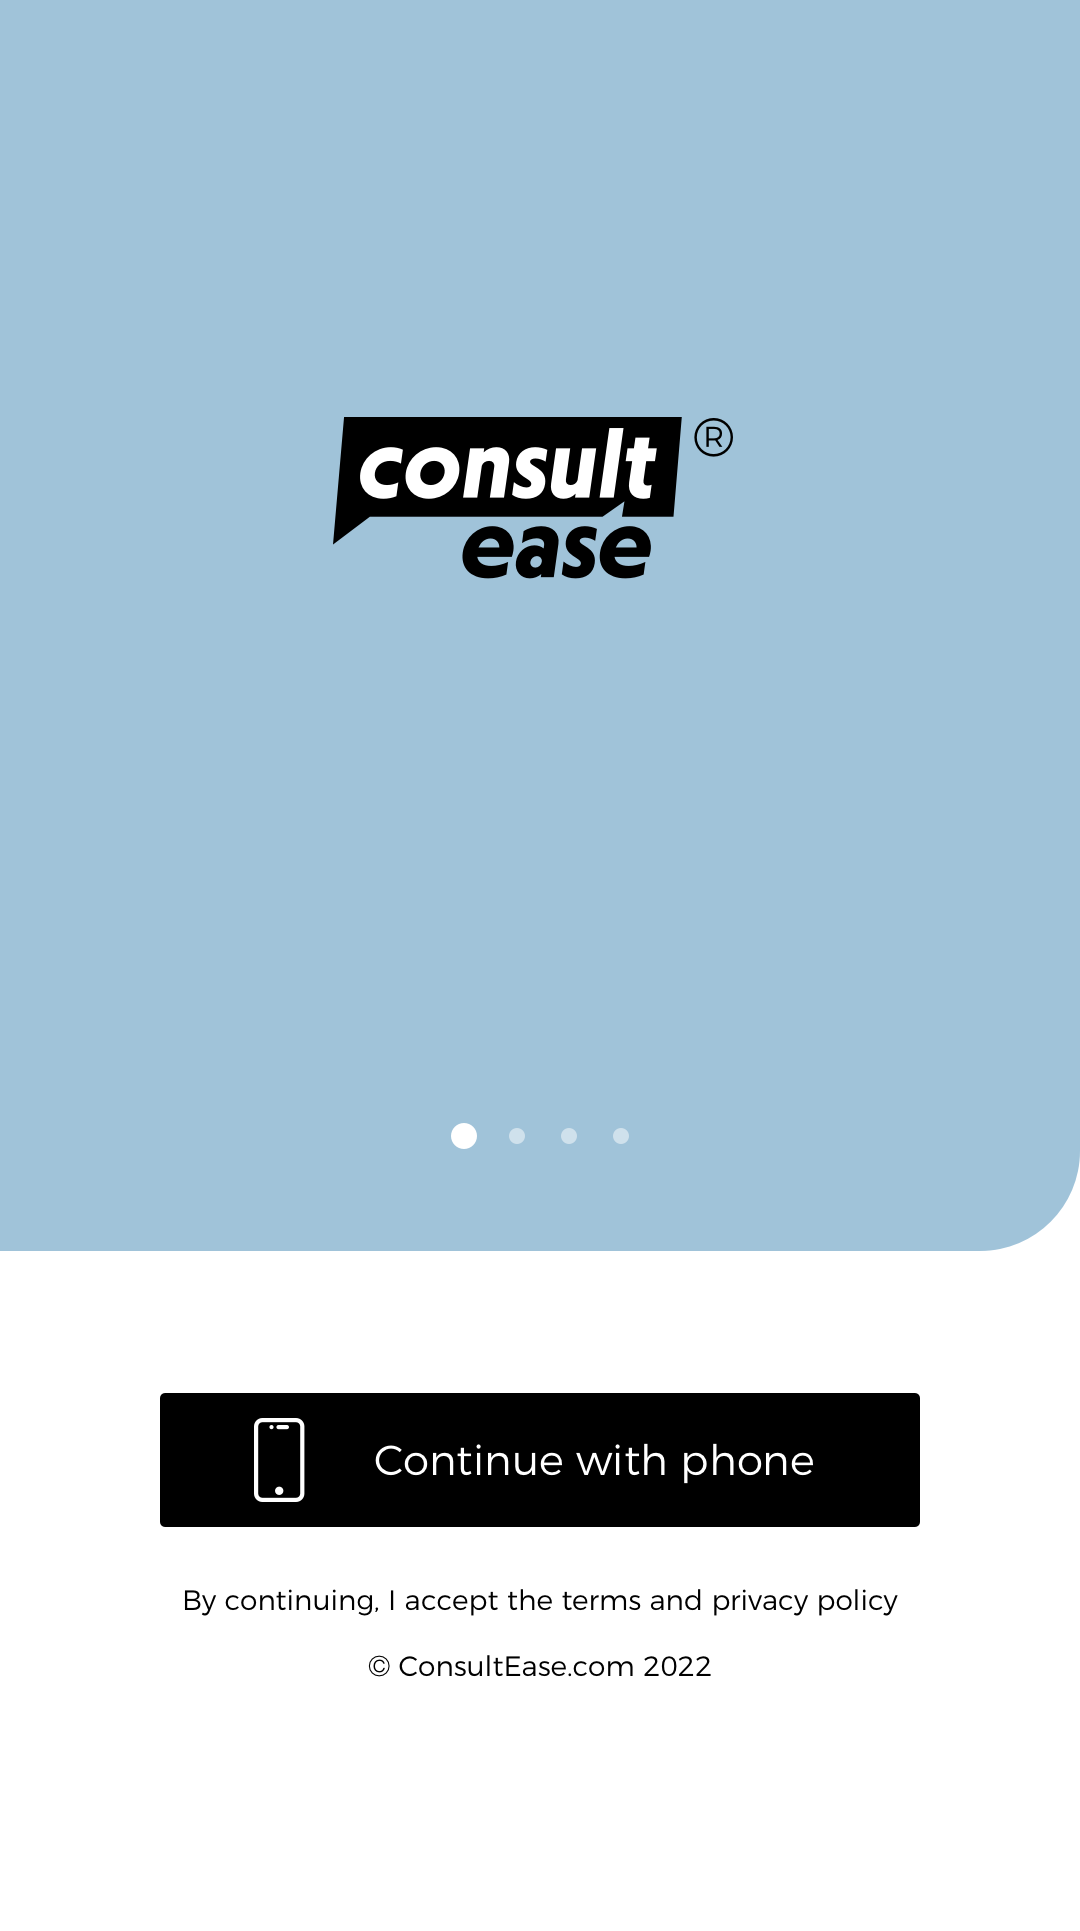 consult ®
ease
Continue with phone
By continuing, I accept the terms and privacy policy
© ConsultEase.com 2022